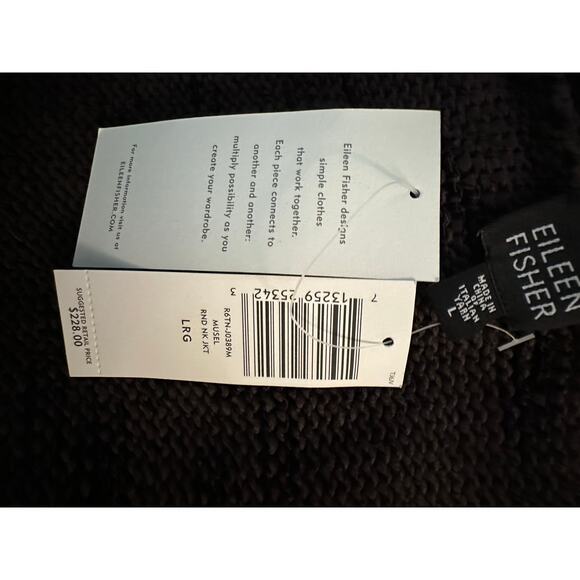 Eileen Fisher designs
simple clothes
that work together.
Each piece connects to
another and another:
multiply possibility as you
create your wardrobe.
For more information visit us at
EILEENFISHER.COM
7 13259 25342 3
R6TN-J0389M
MUSEL
RND NK JKT
LRG
SUGGESTED RETAIL PRICE
$228.00
EILEEN
FISHER
MADE IN
CHINA
OF ITALIAN
YARN
L